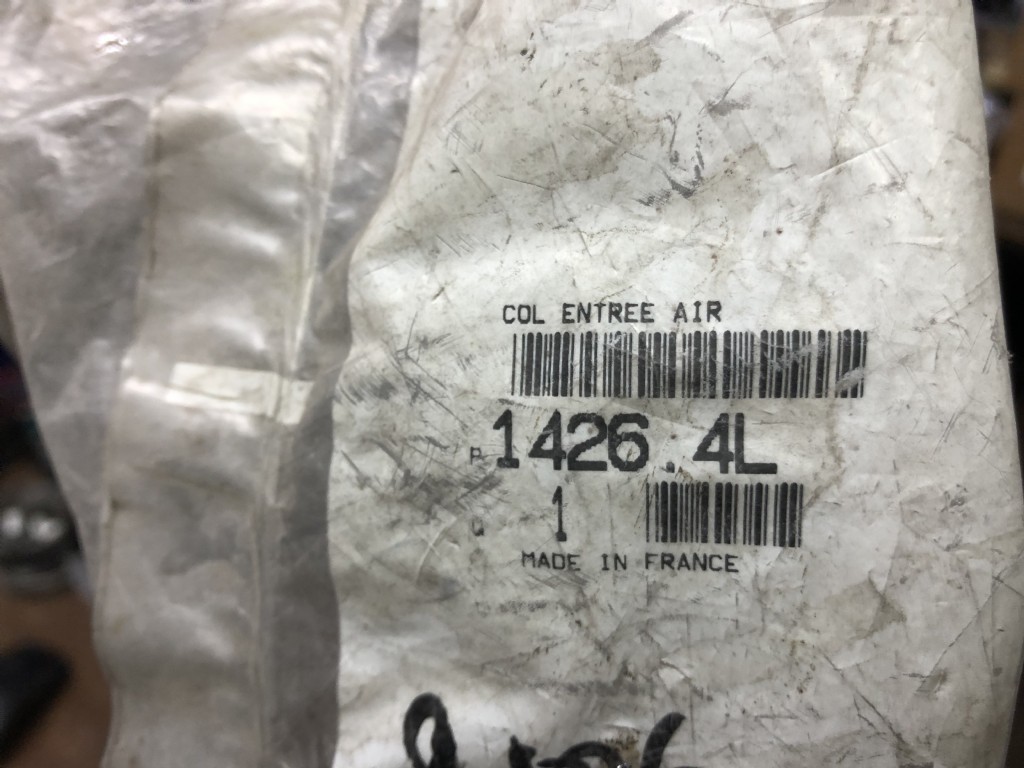 COL ENTREE AIR
P 1426.4L
Q 1
MADE IN FRANCE